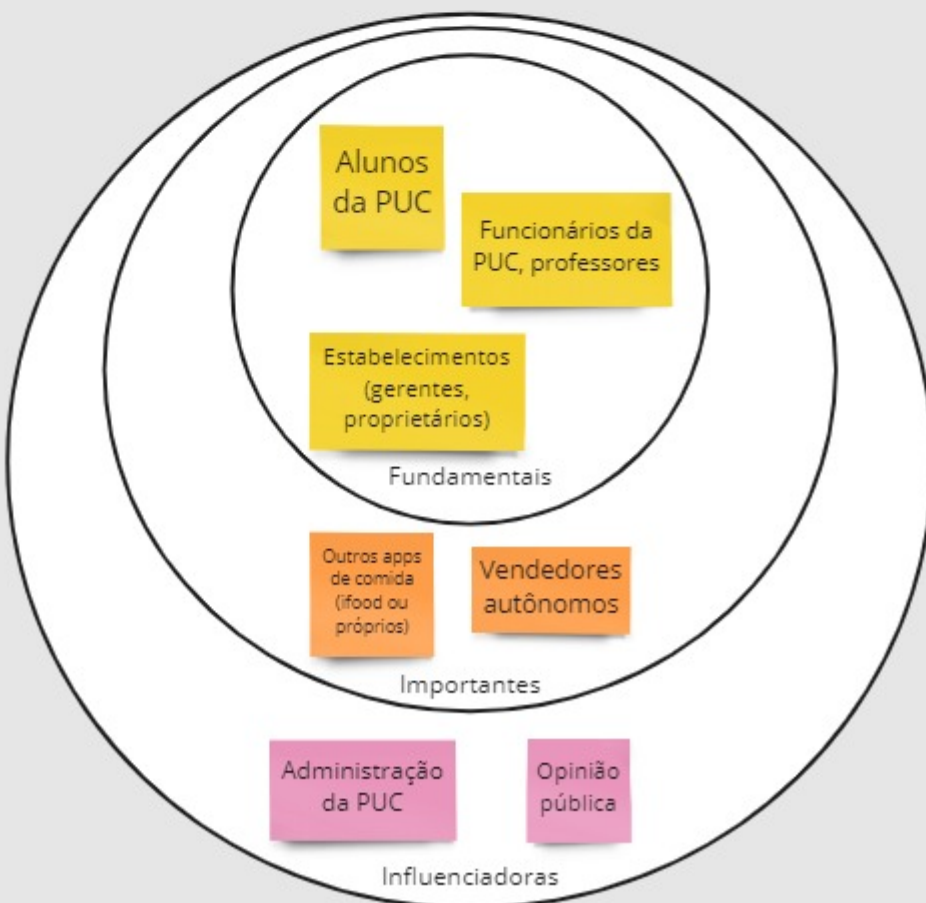 Alunos
da PUC
Funcionários da
PUC, professores
Estabelecimentos
(gerentes,
proprietários)
Fundamentais
Outros apps
de comida
(ifood ou
próprios)
Vendedores
autônomos
Importantes
Administração
da PUC
Opinião
pública
Influenciadoras